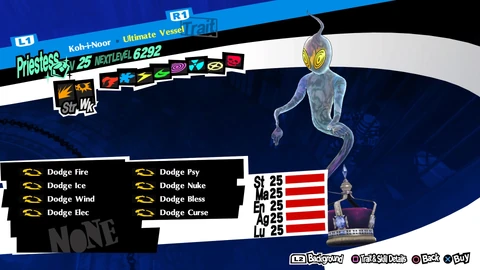 R1
L1 Koh-i-Noor • Ultimate Vessel Trait
Priestess LV 25 NEXT LEVEL 6292
Str Wk
Dodge Fire Dodge Psy
Dodge Ice Dodge Nuke
Dodge Wind Dodge Bless
Dodge Elec Dodge Curse
NONE
St 25
Ma 25
En 25
Ag 25
Lu 25
L2 Background Trait & Skill Details Back Buy